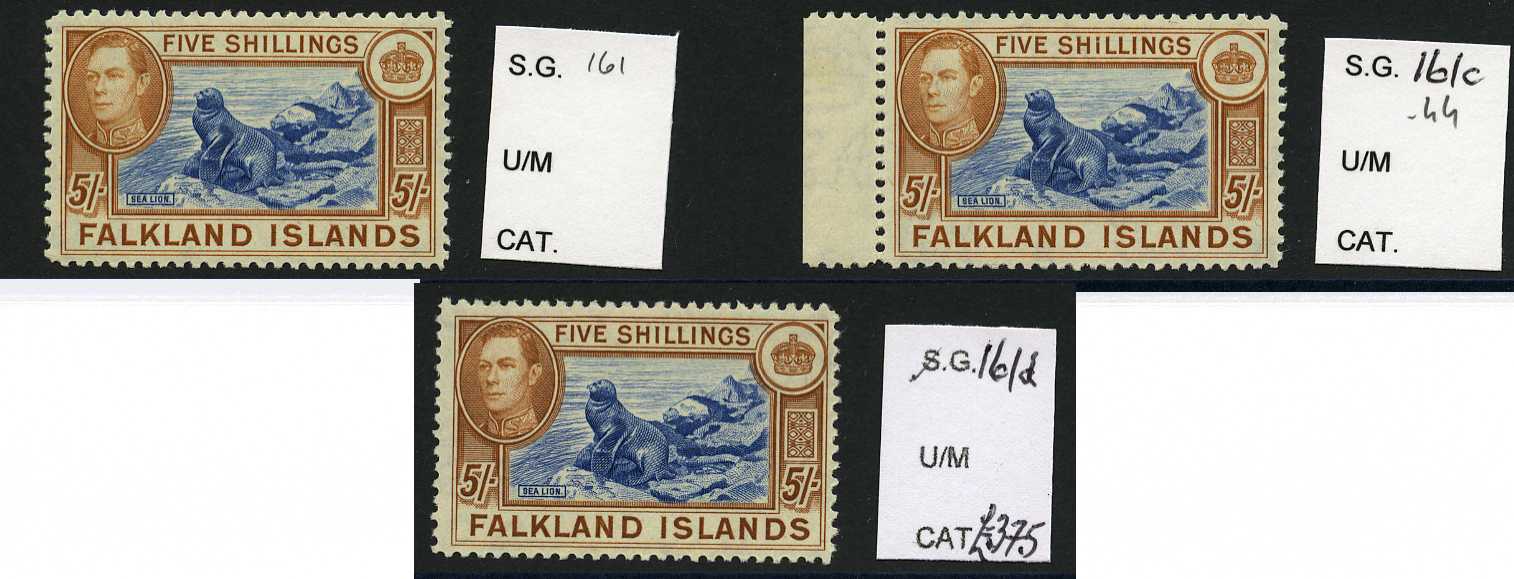 FIVE SHILLINGS
SEA LION.
5/- 5/-
FALKLAND ISLANDS
S.G. 161
U/M
CAT.
FIVE SHILLINGS
SEA LION.
5/- 5/-
FALKLAND ISLANDS
S.G. 161c
-44
U/M
CAT.
FIVE SHILLINGS
SEA LION.
5/- 5/-
FALKLAND ISLANDS
S.G. 161d
U/M
CAT £375